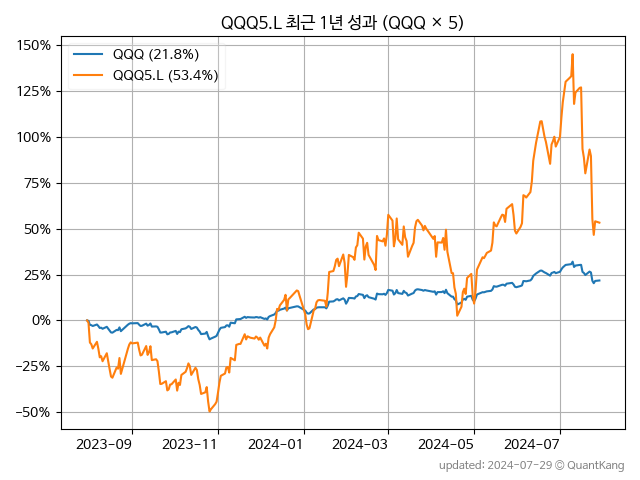 QQQ5.L 최근 1년 성과 (QQQ × 5)
QQQ (21.8%)
QQQ5.L (53.4%)
150%
125%
100%
75%
50%
25%
0%
−25%
−50%
2023-09 2023-11 2024-01 2024-03 2024-05 2024-07
updated: 2024-07-29 © QuantKang